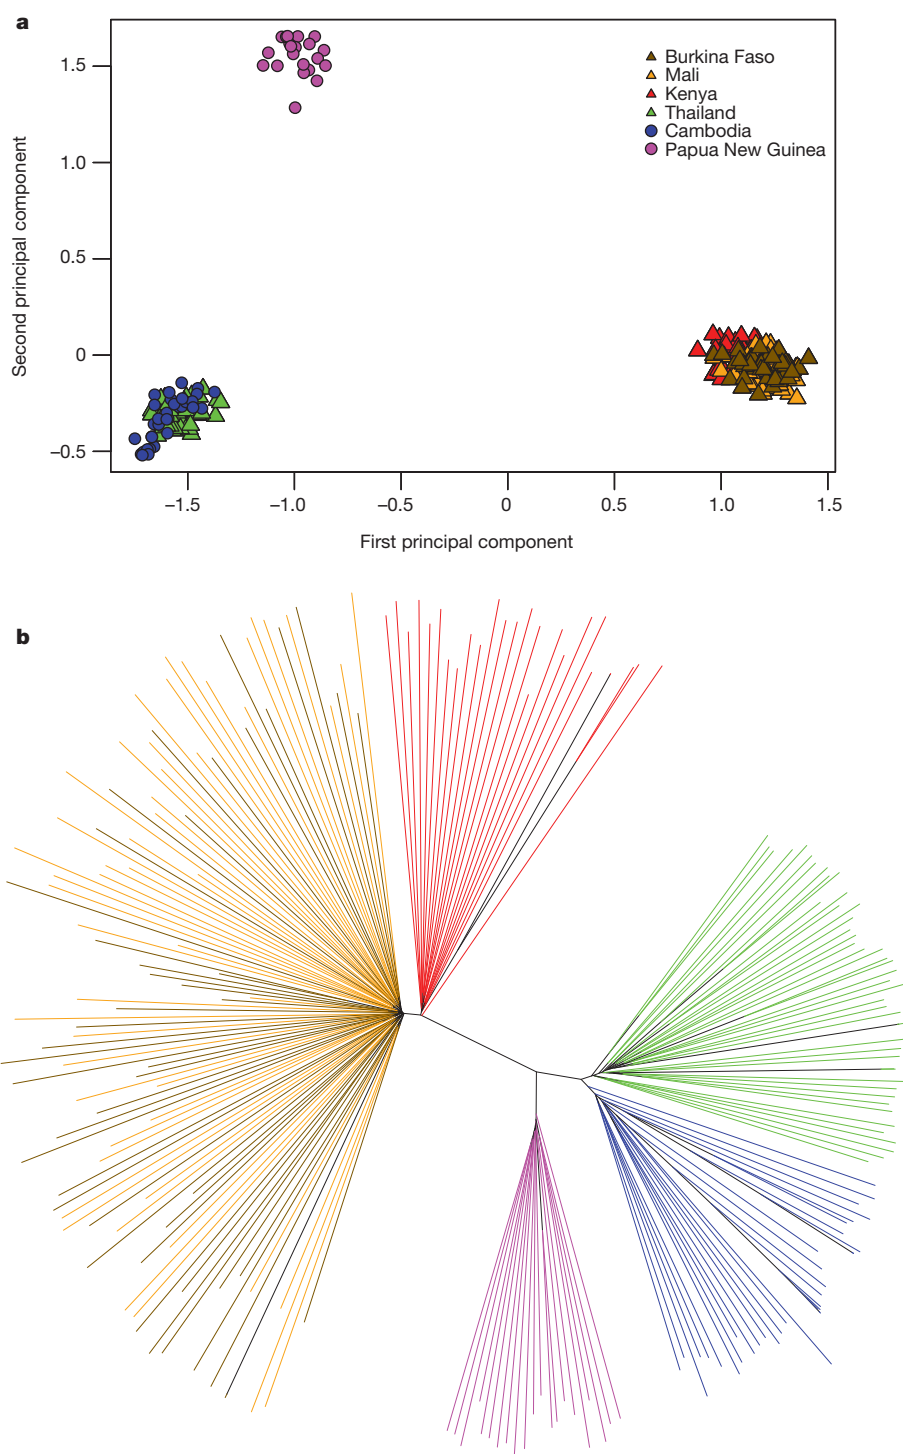 a
Second principal component
1.5
1.0
0.5
0
−0.5
Burkina Faso
Mali
Kenya
Thailand
Cambodia
Papua New Guinea
−1.5 −1.0 −0.5 0 0.5 1.0 1.5
First principal component
b